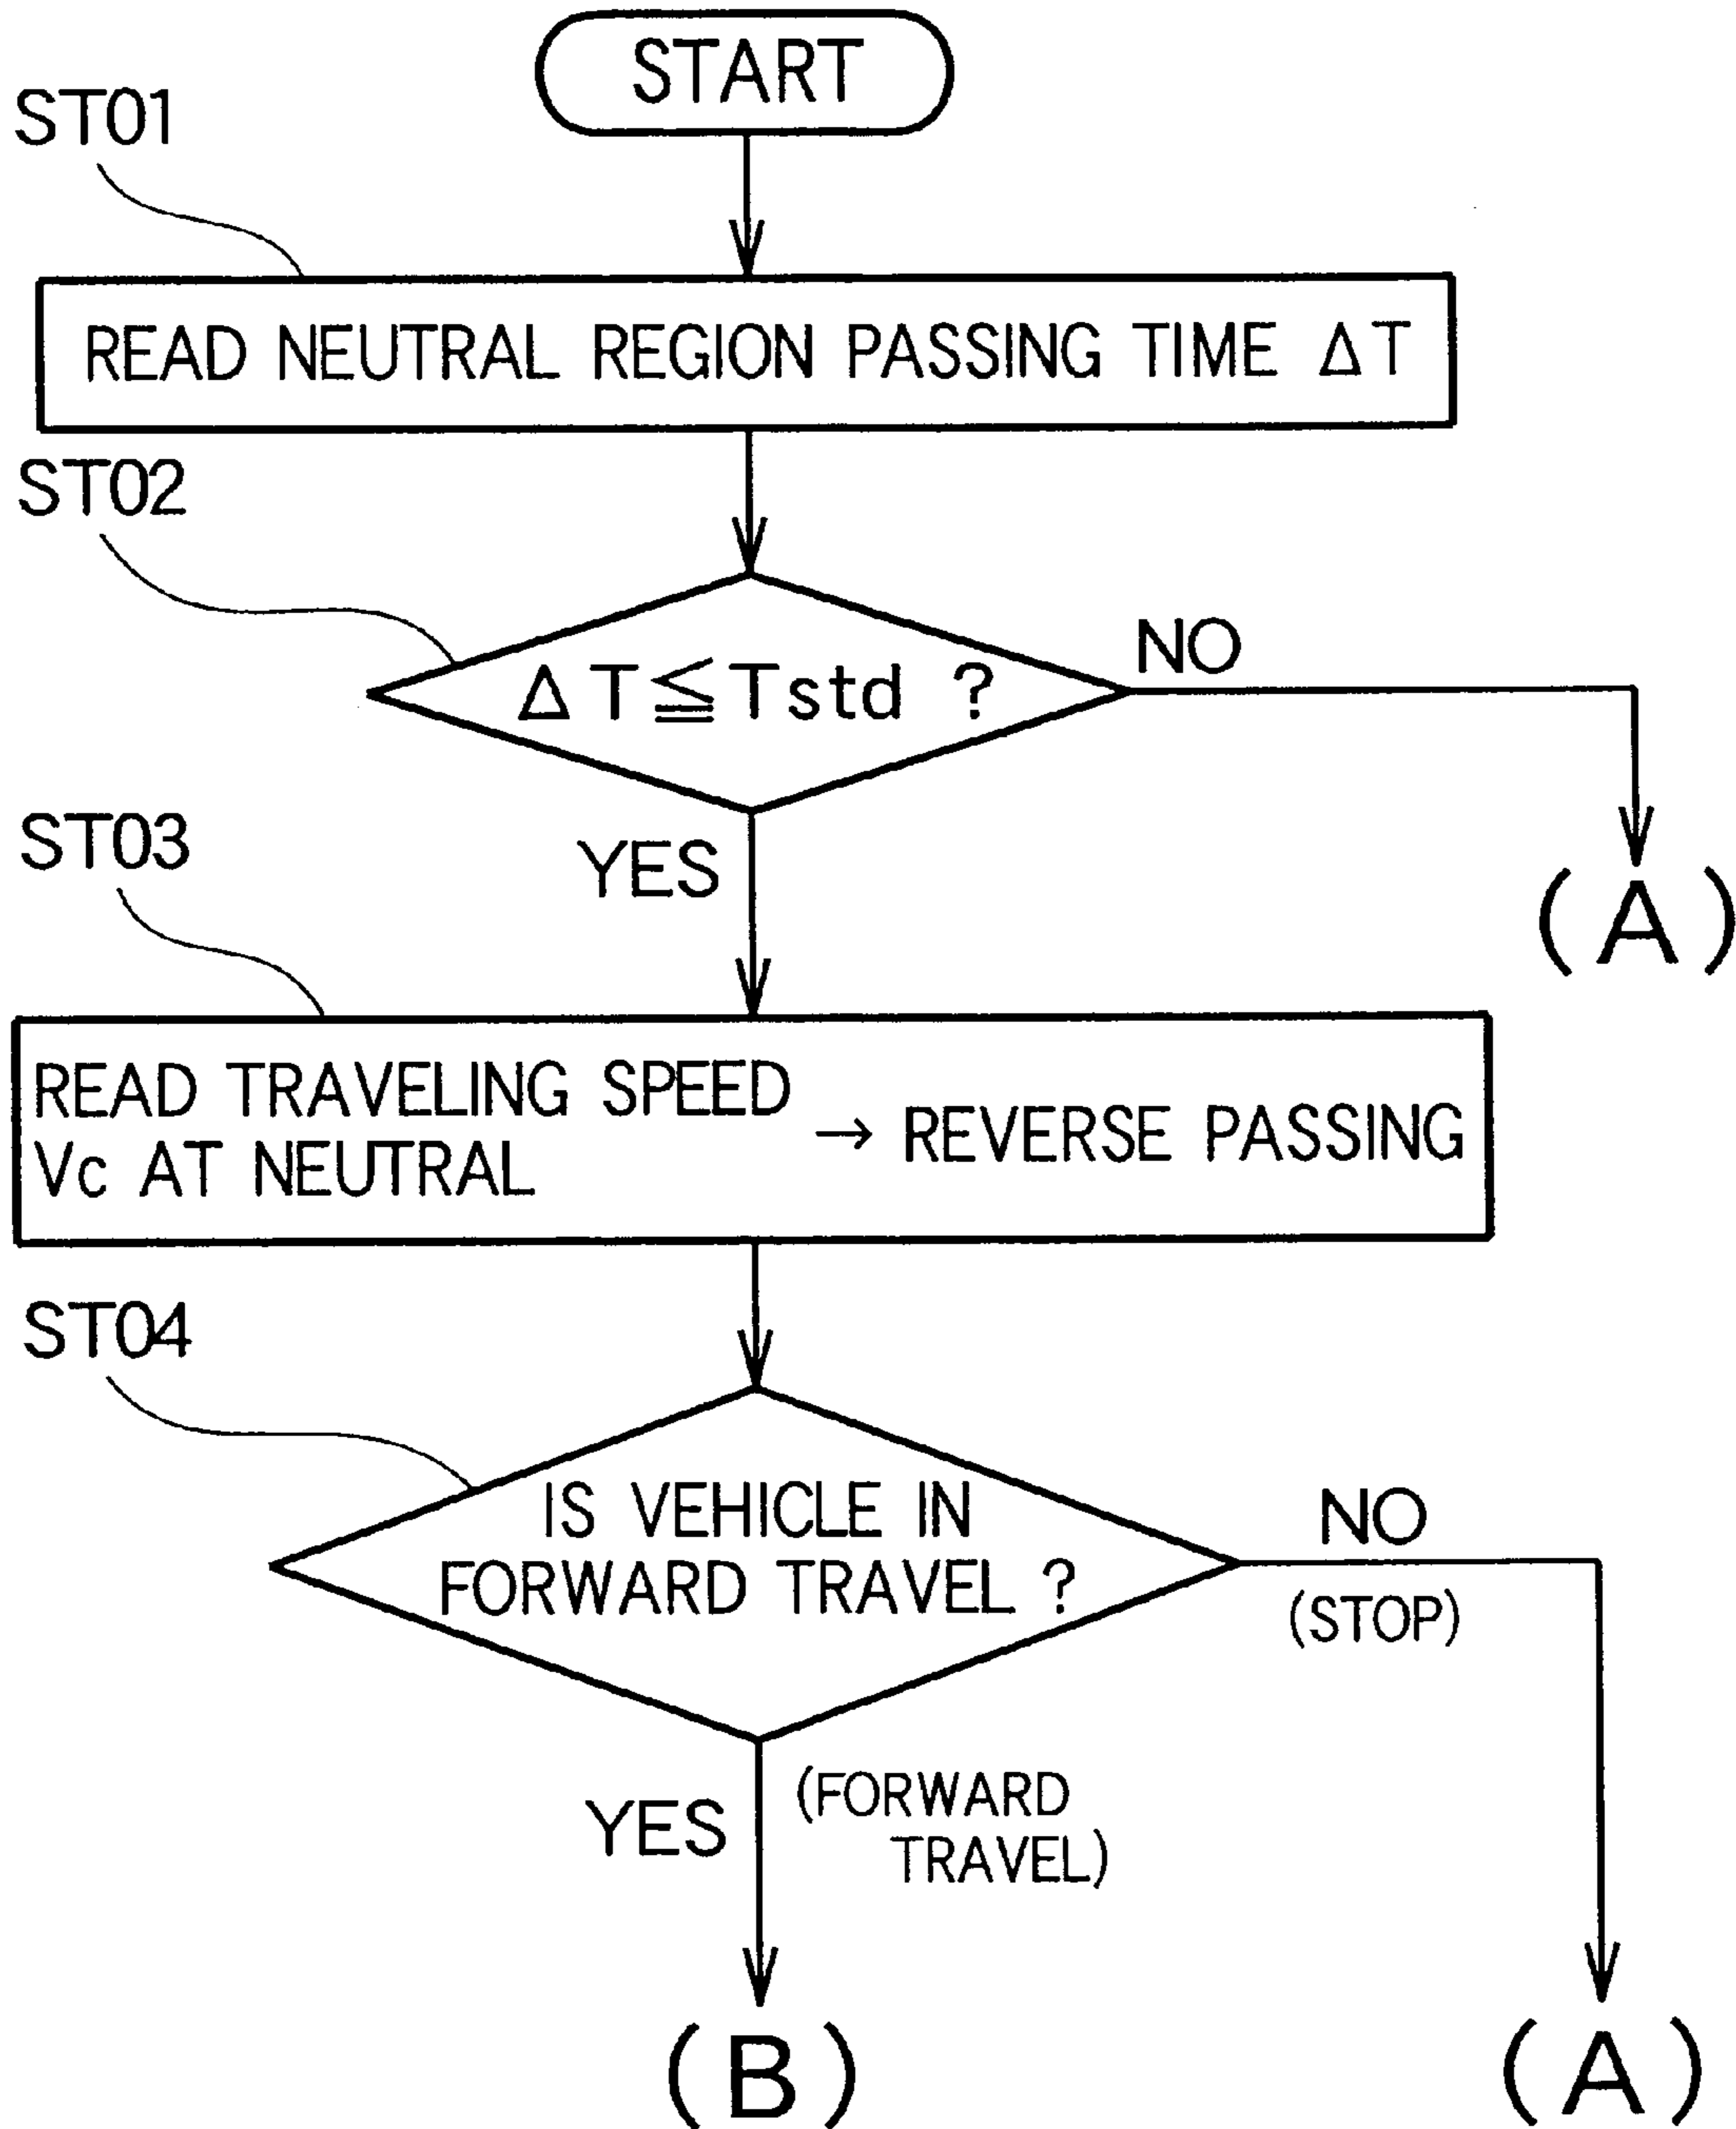 START
ST01
READ NEUTRAL REGION PASSING TIME ΔT
ST02
ΔT≦Tstd ?
NO
(A)
YES
ST03
READ TRAVELING SPEED
Vc AT NEUTRAL
→ REVERSE PASSING
ST04
IS VEHICLE IN
FORWARD TRAVEL ?
NO
(STOP)
YES
(FORWARD
TRAVEL)
(B)
(A)